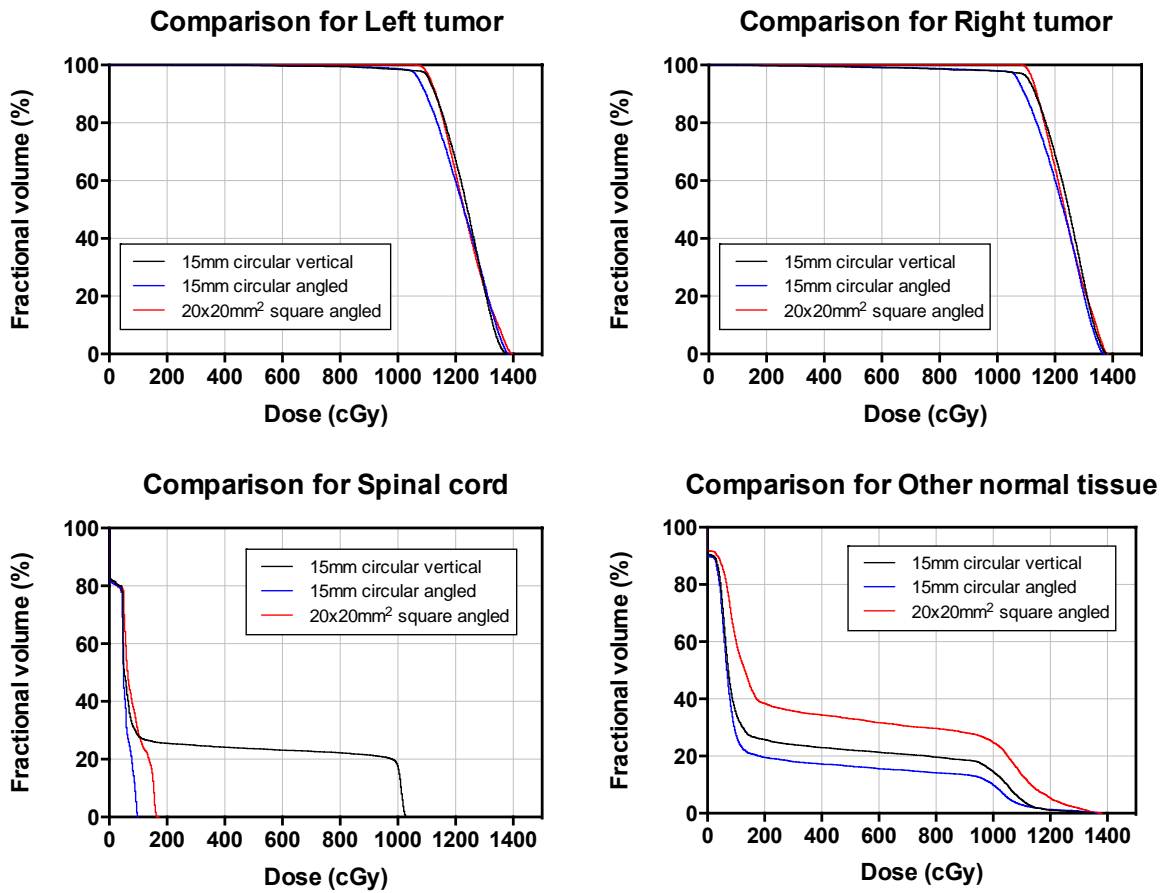 Comparison for Left tumor
Fractional volume (%)
100
80
60
40
20
0
15mm circular vertical
15mm circular angled
20x20mm² square angled
0 200 400 600 800 1000 1200 1400
Dose (cGy)
Comparison for Right tumor
Fractional volume (%)
100
80
60
40
20
0
15mm circular vertical
15mm circular angled
20x20mm² square angled
0 200 400 600 800 1000 1200 1400
Dose (cGy)
Comparison for Spinal cord
Fractional volume (%)
100
80
60
40
20
0
15mm circular vertical
15mm circular angled
20x20mm² square angled
0 200 400 600 800 1000 1200 1400
Dose (cGy)
Comparison for Other normal tissue
Fractional volume (%)
100
80
60
40
20
0
15mm circular vertical
15mm circular angled
20x20mm² square angled
0 200 400 600 800 1000 1200 1400
Dose (cGy)